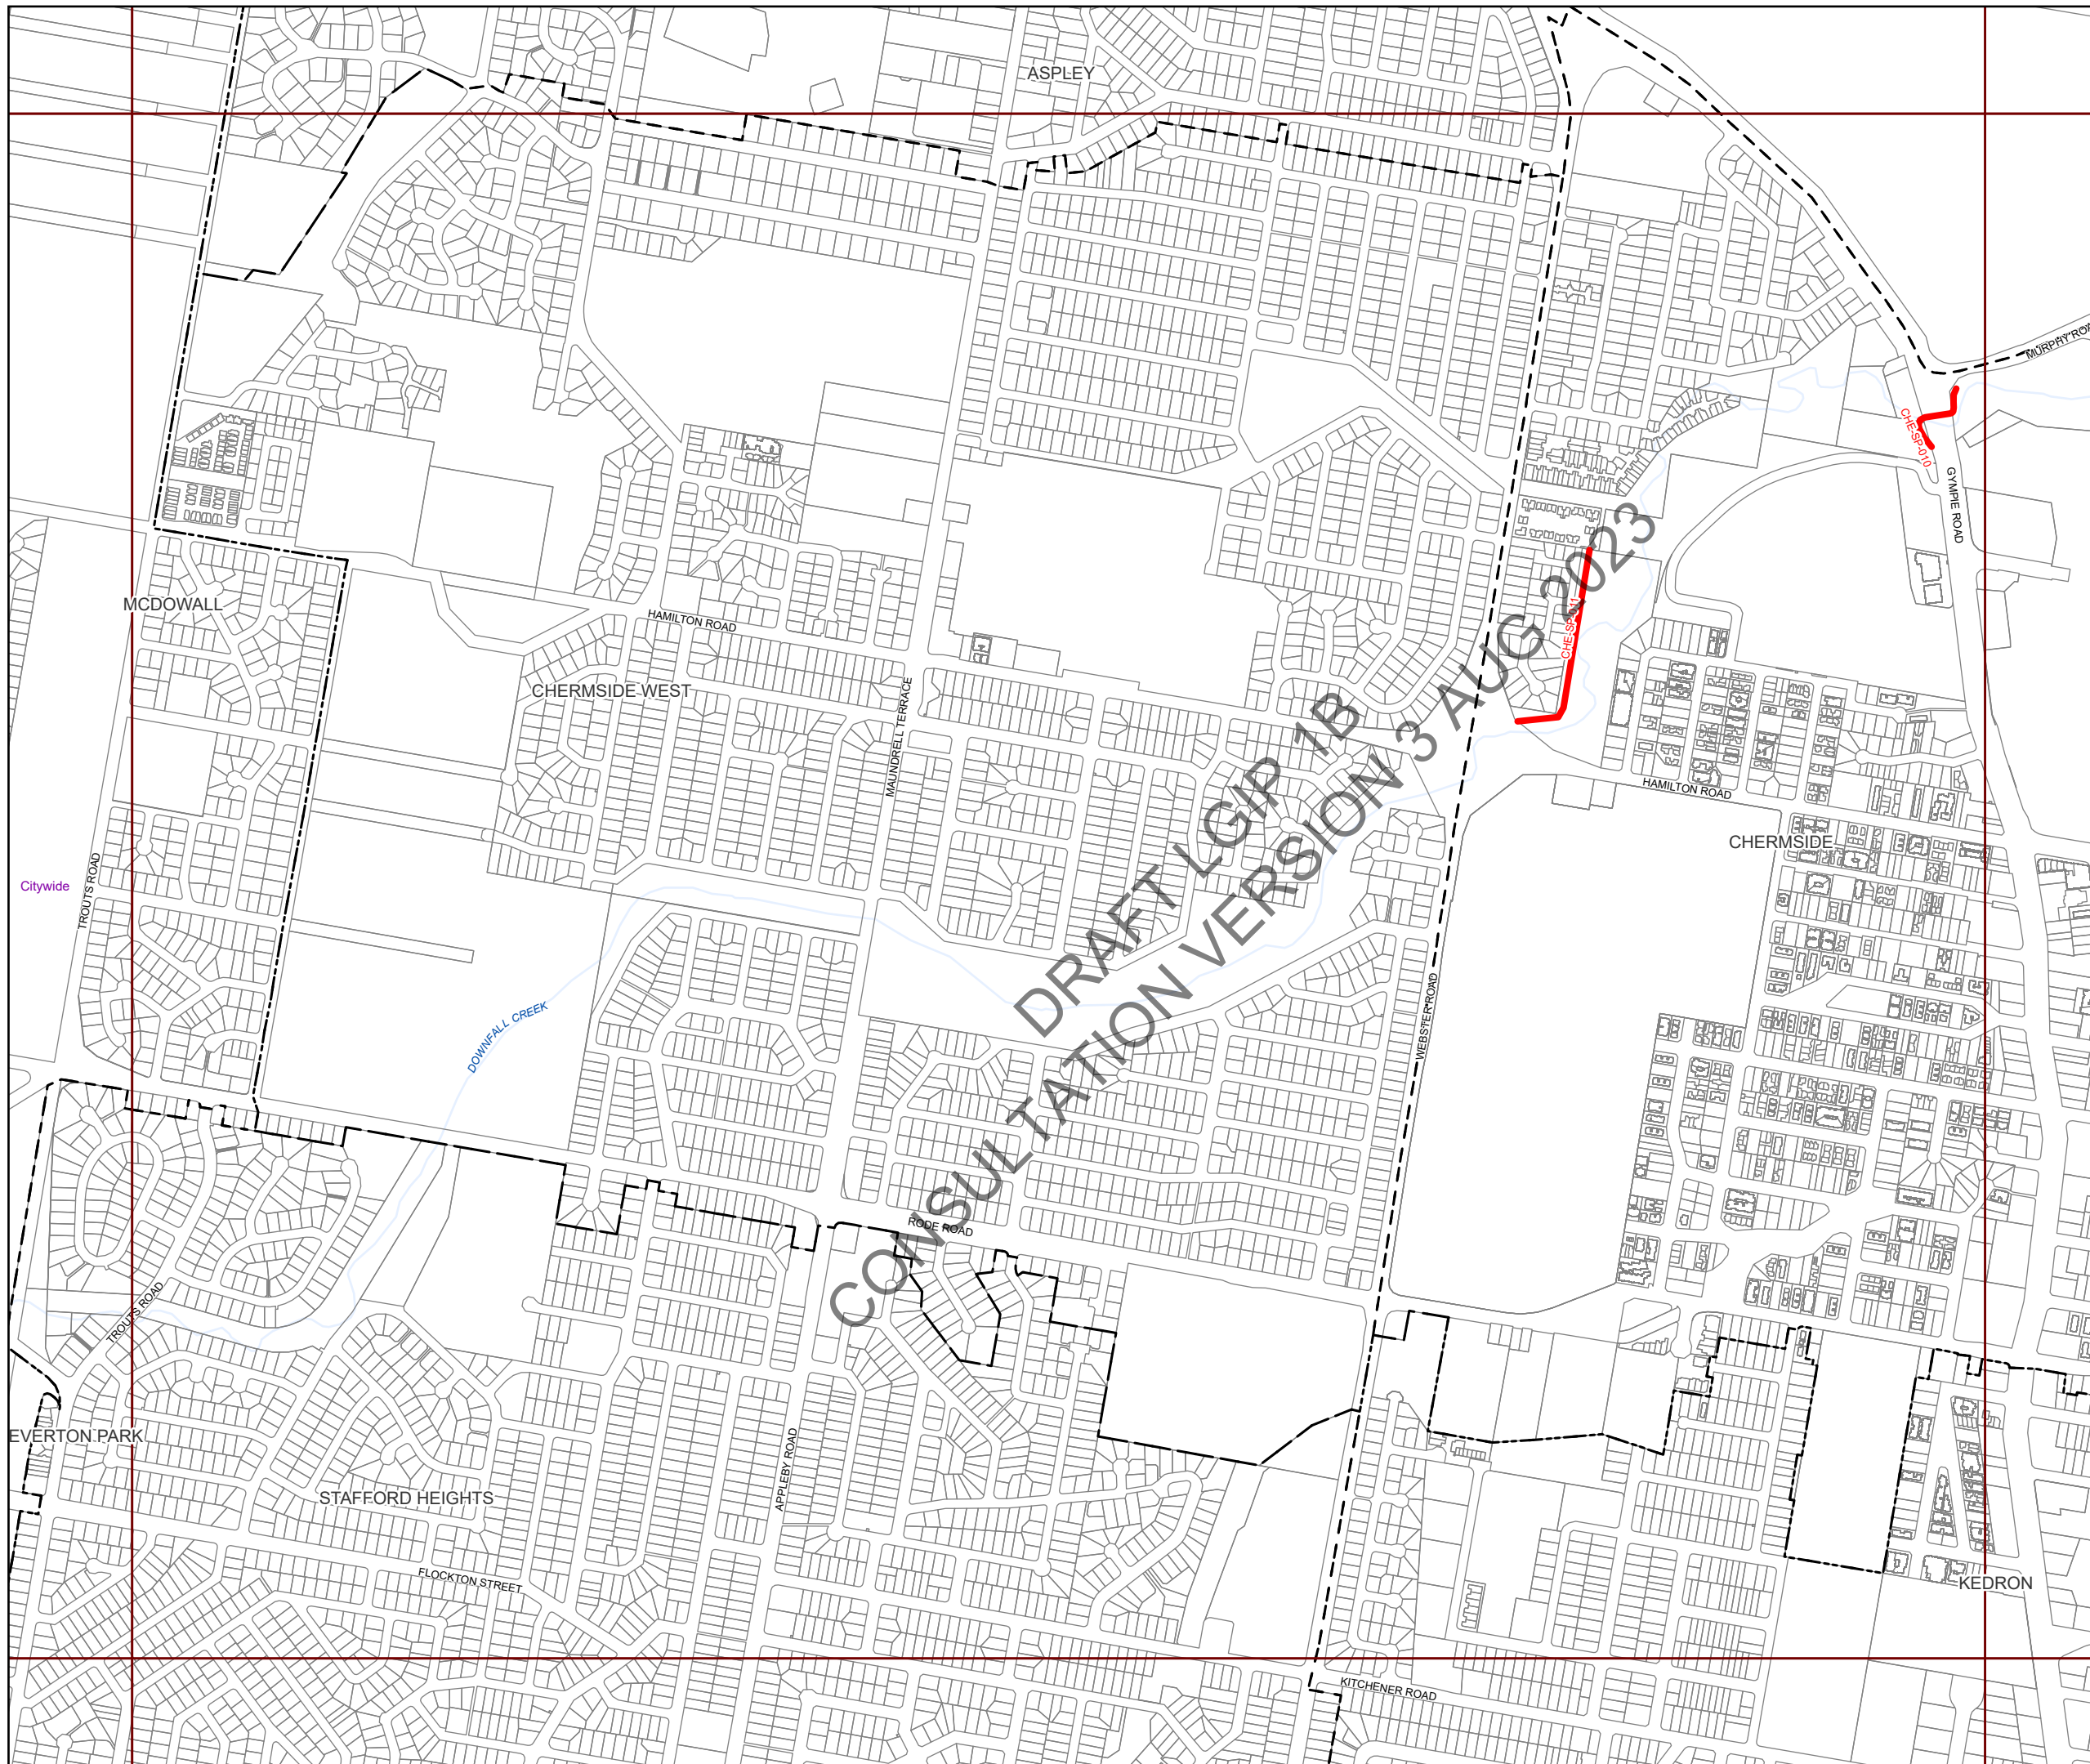 ASPLEY
MURPHY ROA
CHE-SP-010
GYMPIE ROAD
MCDOWALL
HAMILTON ROAD
CHE-SP-011
CHERMSIDE WEST
MAUNDRELL TERRACE
HAMILTON ROAD
CHERMSIDE
TROUTS ROAD
Citywide
DRAFT LGIP 1B
CONSULTATION VERSION 3 AUG 2023
DOWNFALL CREEK
WEBSTER ROAD
RODE ROAD
TROUTS ROAD
EVERTON PARK
STAFFORD HEIGHTS
APPLEBY ROAD
FLOCKTON STREET
KEDRON
KITCHENER ROAD